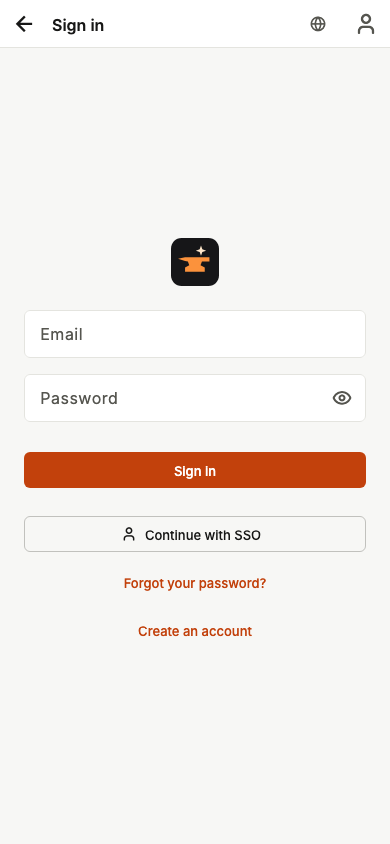 Sign in
Email
Password
Sign in
Continue with SSO
Forgot your password?
Create an account